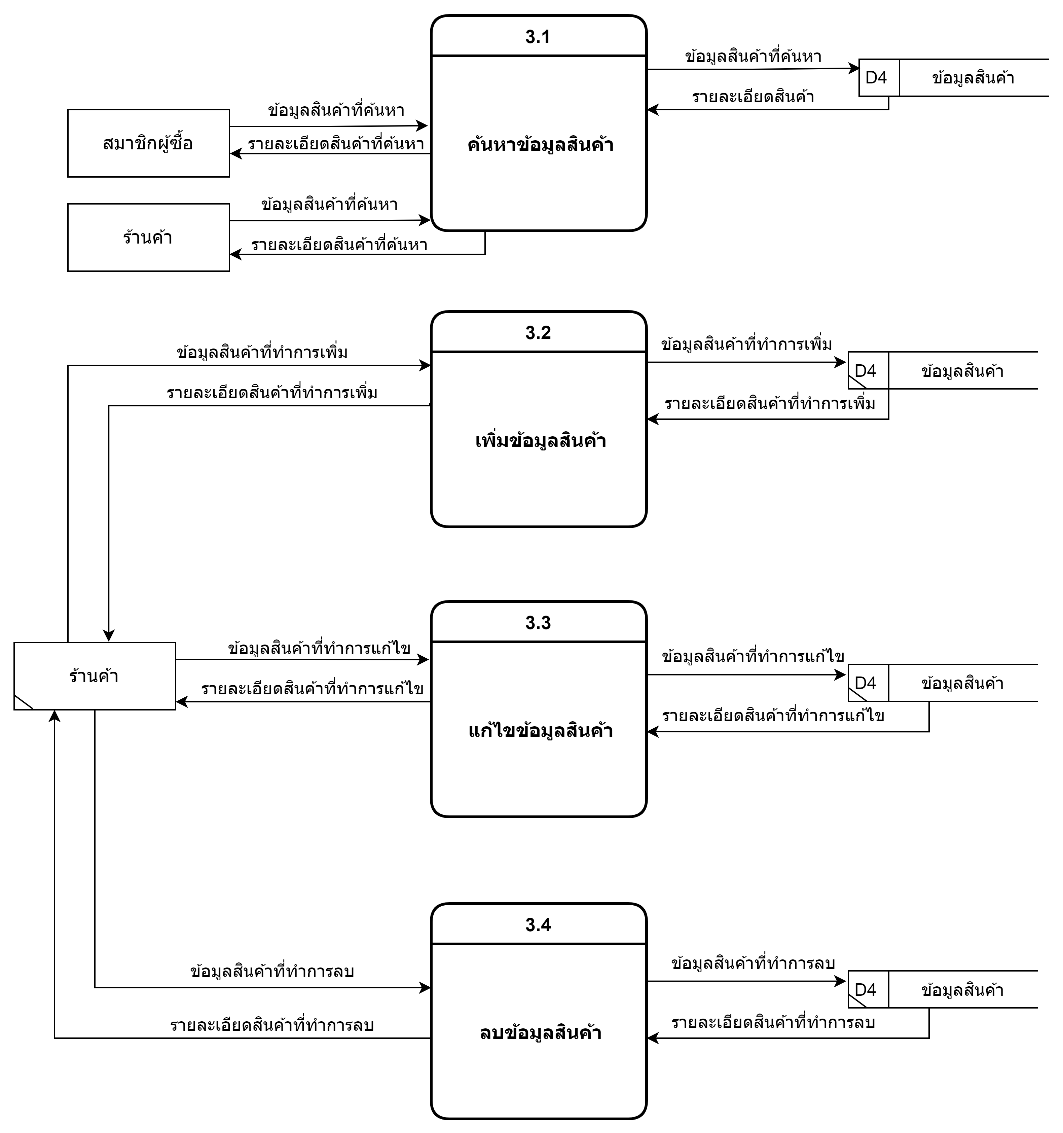 3.1
ค้นหาข้อมูลสินค้า
ข้อมูลสินค้าที่ค้นหา
รายละเอียดสินค้า
D4 ข้อมูลสินค้า
สมาชิกผู้ซื้อ
ข้อมูลสินค้าที่ค้นหา
รายละเอียดสินค้าที่ค้นหา
ร้านค้า
ข้อมูลสินค้าที่ค้นหา
รายละเอียดสินค้าที่ค้นหา
3.2
เพิ่มข้อมูลสินค้า
ข้อมูลสินค้าที่ทำการเพิ่ม
รายละเอียดสินค้าที่ทำการเพิ่ม
ข้อมูลสินค้าที่ทำการเพิ่ม
รายละเอียดสินค้าที่ทำการเพิ่ม
D4 ข้อมูลสินค้า
ร้านค้า
3.3
แก้ไขข้อมูลสินค้า
ข้อมูลสินค้าที่ทำการแก้ไข
รายละเอียดสินค้าที่ทำการแก้ไข
ข้อมูลสินค้าที่ทำการแก้ไข
รายละเอียดสินค้าที่ทำการแก้ไข
D4 ข้อมูลสินค้า
3.4
ลบข้อมูลสินค้า
ข้อมูลสินค้าที่ทำการลบ
รายละเอียดสินค้าที่ทำการลบ
ข้อมูลสินค้าที่ทำการลบ
รายละเอียดสินค้าที่ทำการลบ
D4 ข้อมูลสินค้า